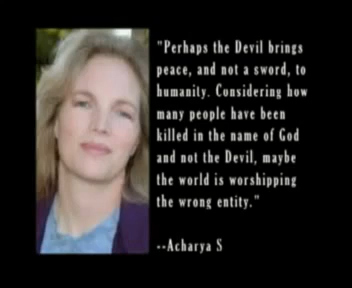 "Perhaps the Devil brings
peace, and not a sword, to
humanity. Considering how
many people have been
killed in the name of God
and not the Devil, maybe
the world is worshipping
the wrong entity."
--Acharya S